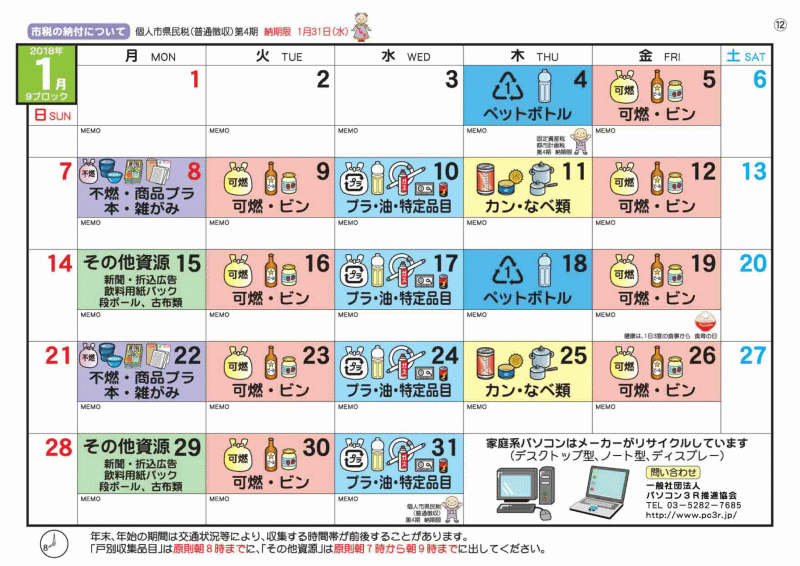 市税の納付について 個人市県民税(普通徴収)第4期 納期限 1月31日(水)
⑫
2018年
1月
9ブロック
日 SUN
月 MON
火 TUE
水 WED
木 THU
金 FRI
土 SAT
1
MEMO
2
MEMO
3
MEMO
1
4
ペットボトル
MEMO
固定資産税
都市計画税
第4期 納期限
可燃
5
可燃・ビン
MEMO
6
7
不燃
8
不燃・商品プラ
本・雑がみ
MEMO
可燃
9
可燃・ビン
MEMO
プラ
10
プラ・油・特定品目
MEMO
11
カン・なべ類
MEMO
可燃
12
可燃・ビン
MEMO
13
14
その他資源 15
新聞・折込広告
飲料用紙パック
段ボール、古布類
MEMO
可燃
16
可燃・ビン
MEMO
プラ
17
プラ・油・特定品目
MEMO
1
18
ペットボトル
MEMO
可燃
19
可燃・ビン
MEMO
健康は、1日3度の食事から 食育の日
20
21
不燃
22
不燃・商品プラ
本・雑がみ
MEMO
可燃
23
可燃・ビン
MEMO
プラ
24
プラ・油・特定品目
MEMO
25
カン・なべ類
MEMO
可燃
26
可燃・ビン
MEMO
27
28
その他資源 29
新聞・折込広告
飲料用紙パック
段ボール、古布類
MEMO
可燃
30
可燃・ビン
MEMO
プラ
31
プラ・油・特定品目
MEMO
個人市県民税
(普通徴収)
第4期 納期限
家庭系パソコンはメーカーがリサイクルしています
(デスクトップ型、ノート型、ディスプレー)
問い合わせ
一般社団法人
パソコン3R推進協会
TEL 03-5282-7685
http://www.pc3r.jp/
8
年末、年始の期間は交通状況等により、収集する時間帯が前後することがあります。
「戸別収集品目」は原則朝8時までに、「その他資源」は原則朝7時から朝9時までに出してください。